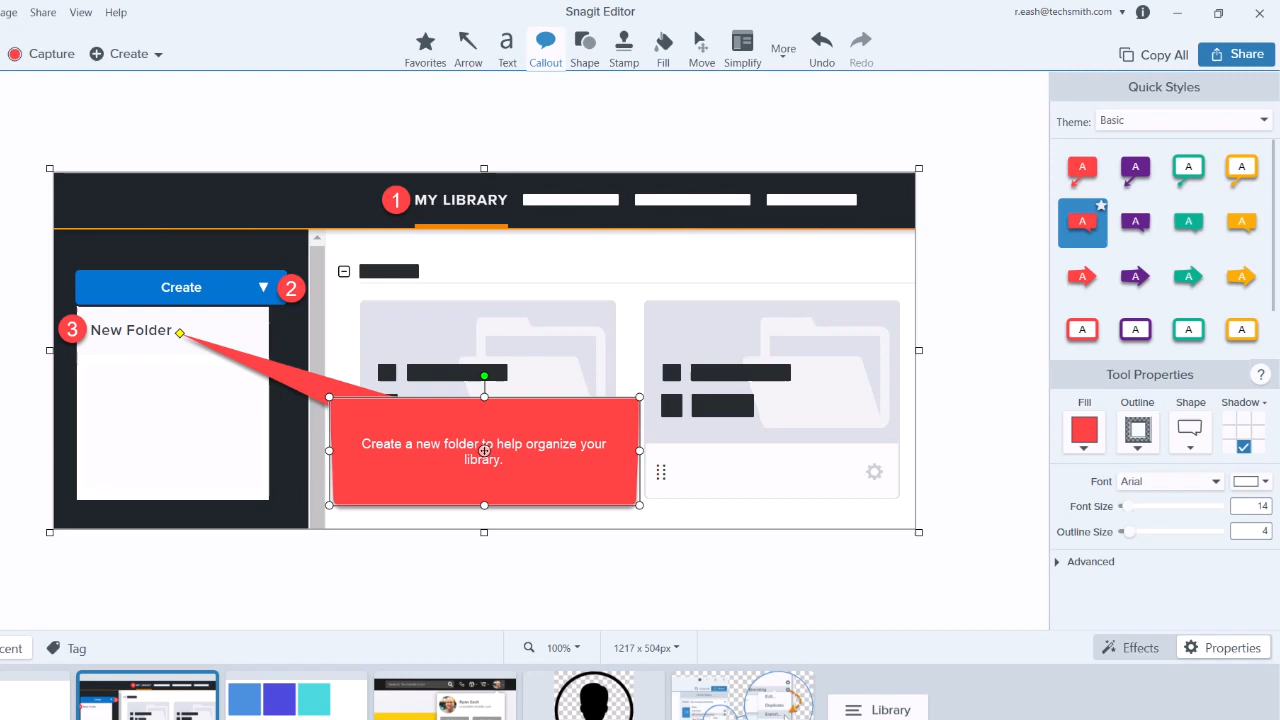 age Share View Help
Snagit Editor
r.eash@techsmith.com
Capture
Create
Favorites
Arrow
Text
Callout
Shape
Stamp
Fill
Move
Simplify
More
Undo
Redo
Copy All
Share
Quick Styles
Theme: Basic
A A A A
A A A A
A A A A
A A A A
1 MY LIBRARY
Create 2
3 New Folder
Create a new folder to help organize your
library.
Tool Properties ?
Fill Outline Shape Shadow
Font Arial
Font Size 14
Outline Size 4
Advanced
cent
Tag
100%
1217 x 504px
Effects
Properties
Library